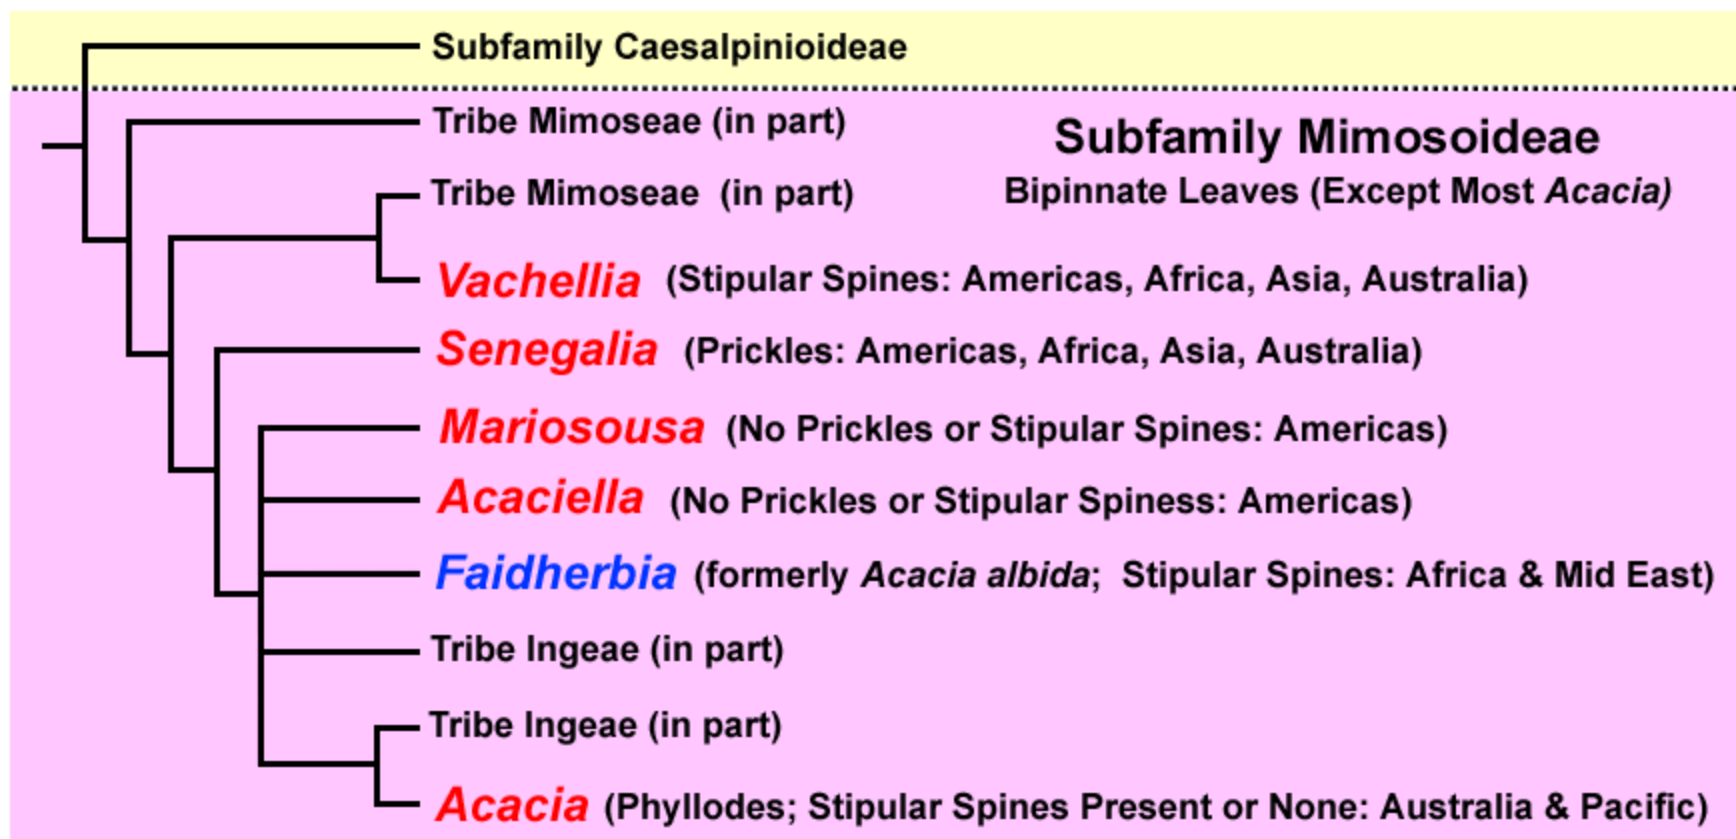 Subfamily Caesalpinioideae
Tribe Mimoseae (in part)
Subfamily Mimosoideae
Tribe Mimoseae (in part)
Bipinnate Leaves (Except Most Acacia)
Vachellia (Stipular Spines: Americas, Africa, Asia, Australia)
Senegalia (Prickles: Americas, Africa, Asia, Australia)
Mariosousa (No Prickles or Stipular Spines: Americas)
Acaciella (No Prickles or Stipular Spiness: Americas)
Faidherbia (formerly Acacia albida; Stipular Spines: Africa & Mid East)
Tribe Ingeae (in part)
Tribe Ingeae (in part)
Acacia (Phyllodes; Stipular Spines Present or None: Australia & Pacific)